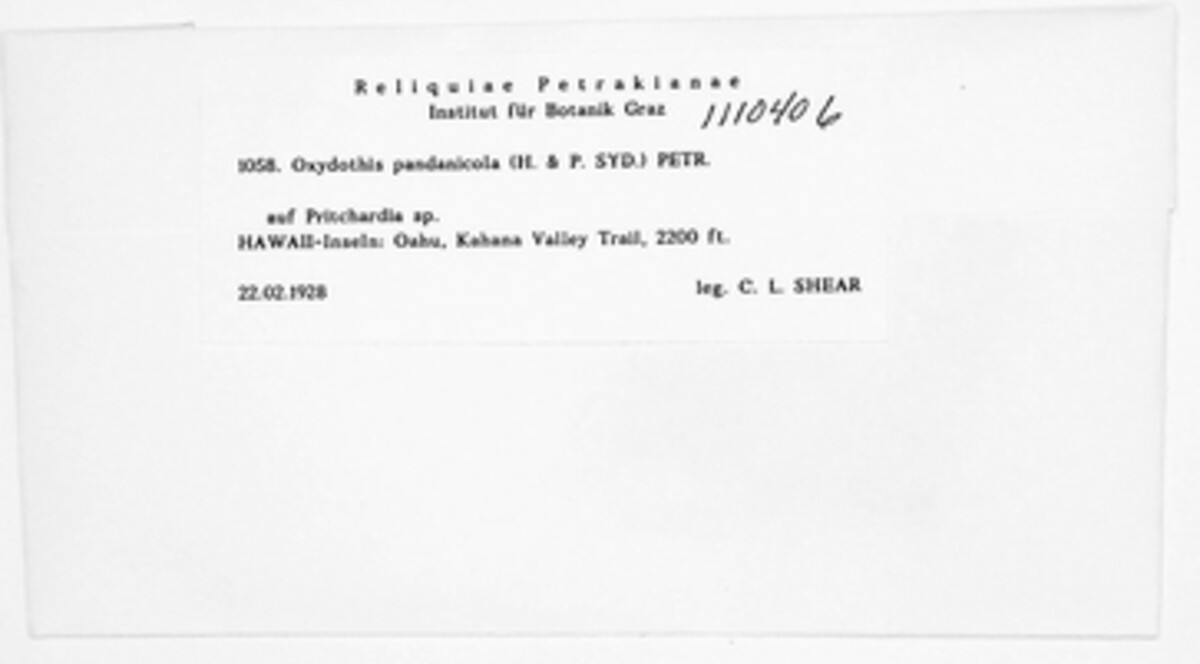 Reliquiae Petrakianae
Institut für Botanik Graz
1110406
1058. Oxydothis pandanicola (H. & P. SYD.) PETR.
auf Pritchardia sp.
HAWAII-Inseln: Oahu, Kahana Valley Trail, 2200 ft.
22.02.1928 leg. C. L. SHEAR